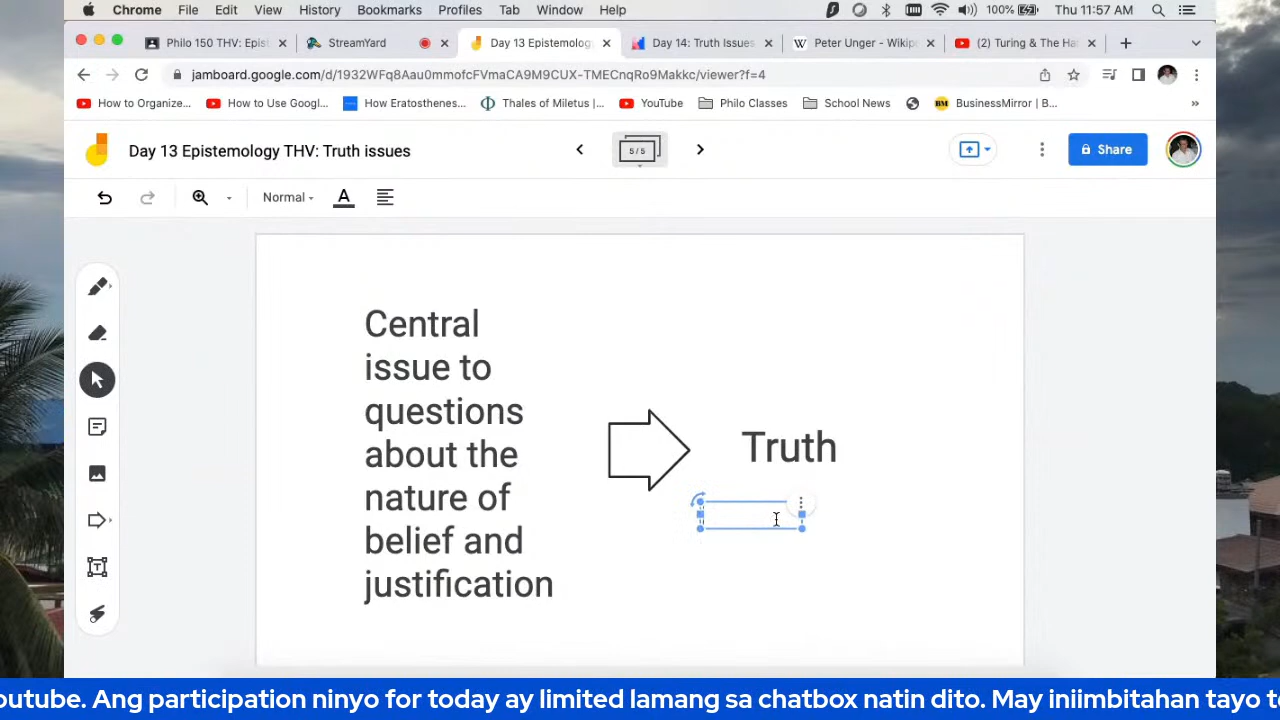 Chrome File Edit View History Bookmarks Profiles Tab Window Help 100% Thu 11:57 AM
Philo 150 THV: Epist StreamYard Day 13 Epistemology Day 14: Truth Issues Peter Unger - Wikip (2) Turing & The Ha
jamboard.google.com/d/1932WFq8Aau0mmofcFVmaCA9M9CUX-TMECnqRo9Makkc/viewer?f=4
How to Organize... How to Use Googl... How Eratosthenes... Thales of Miletus |... YouTube Philo Classes School News BM BusinessMirror | B... »
Day 13 Epistemology THV: Truth issues 5 / 5 Share
Normal A
Central
issue to
questions
about the
nature of
belief and
justification
Truth
outube. Ang participation ninyo for today ay limited lamang sa chatbox natin dito. May iniimbitahan tayo t